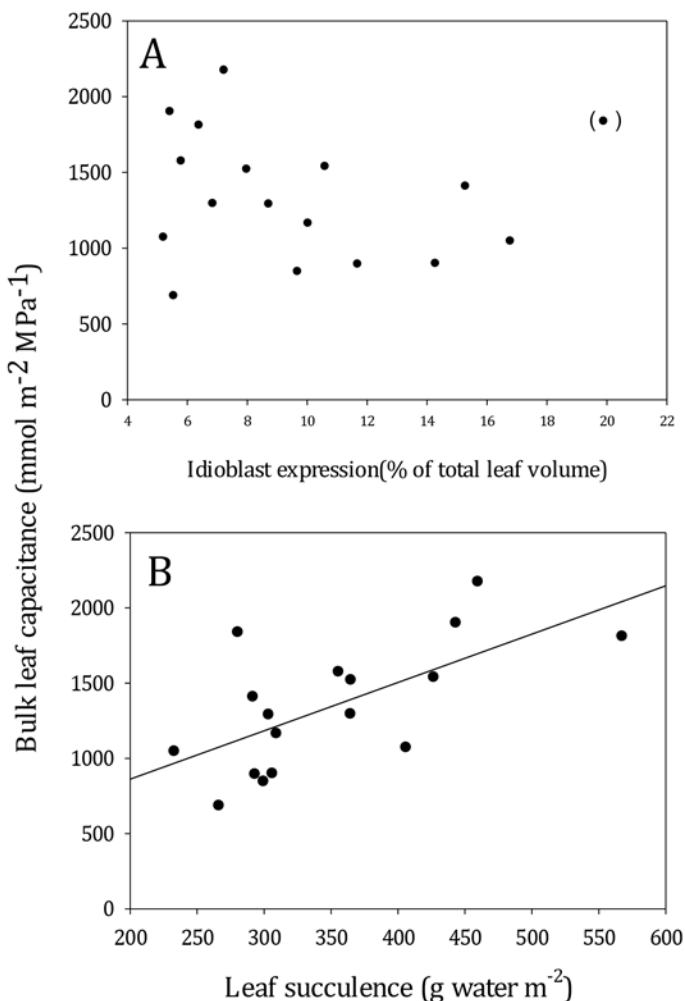 Bulk leaf capacitance (mmol m-2 MPa-1)
A
2500
2000
1500
1000
500
0
( )
4 6 8 10 12 14 16 18 20 22
Idioblast expression(% of total leaf volume)
B
2500
2000
1500
1000
500
0
200 250 300 350 400 450 500 550 600
Leaf succulence (g water m-2)